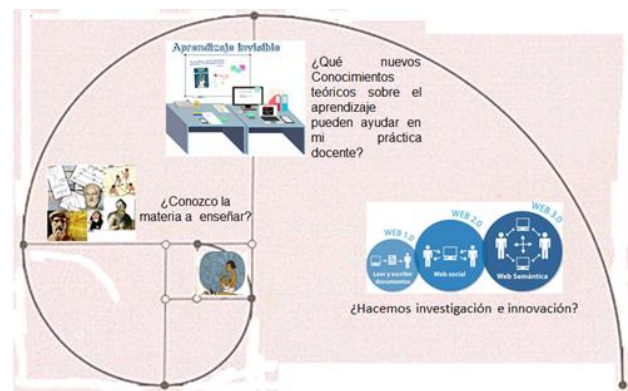 Aprendizaje Invisible
¿Qué nuevos
Conocimientos
teóricos sobre el
aprendizaje
pueden ayudar en
mi práctica
docente?
¿Conozco la
materia a enseñar?
WEB 1.0
Leer y escribir
documentos
WEB 2.0
Web social
WEB 3.0
Web Semántica
¿Hacemos investigación e innovación?